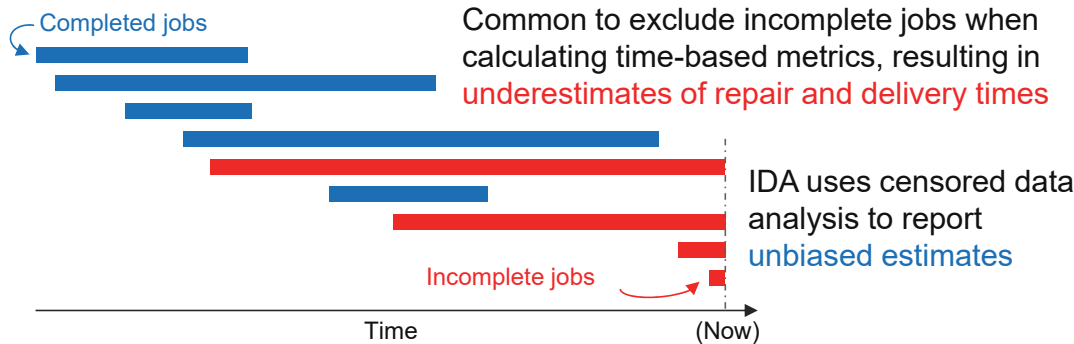 Completed jobs
Common to exclude incomplete jobs when
calculating time-based metrics, resulting in
underestimates of repair and delivery times
IDA uses censored data
analysis to report
unbiased estimates
Incomplete jobs
Time
(Now)